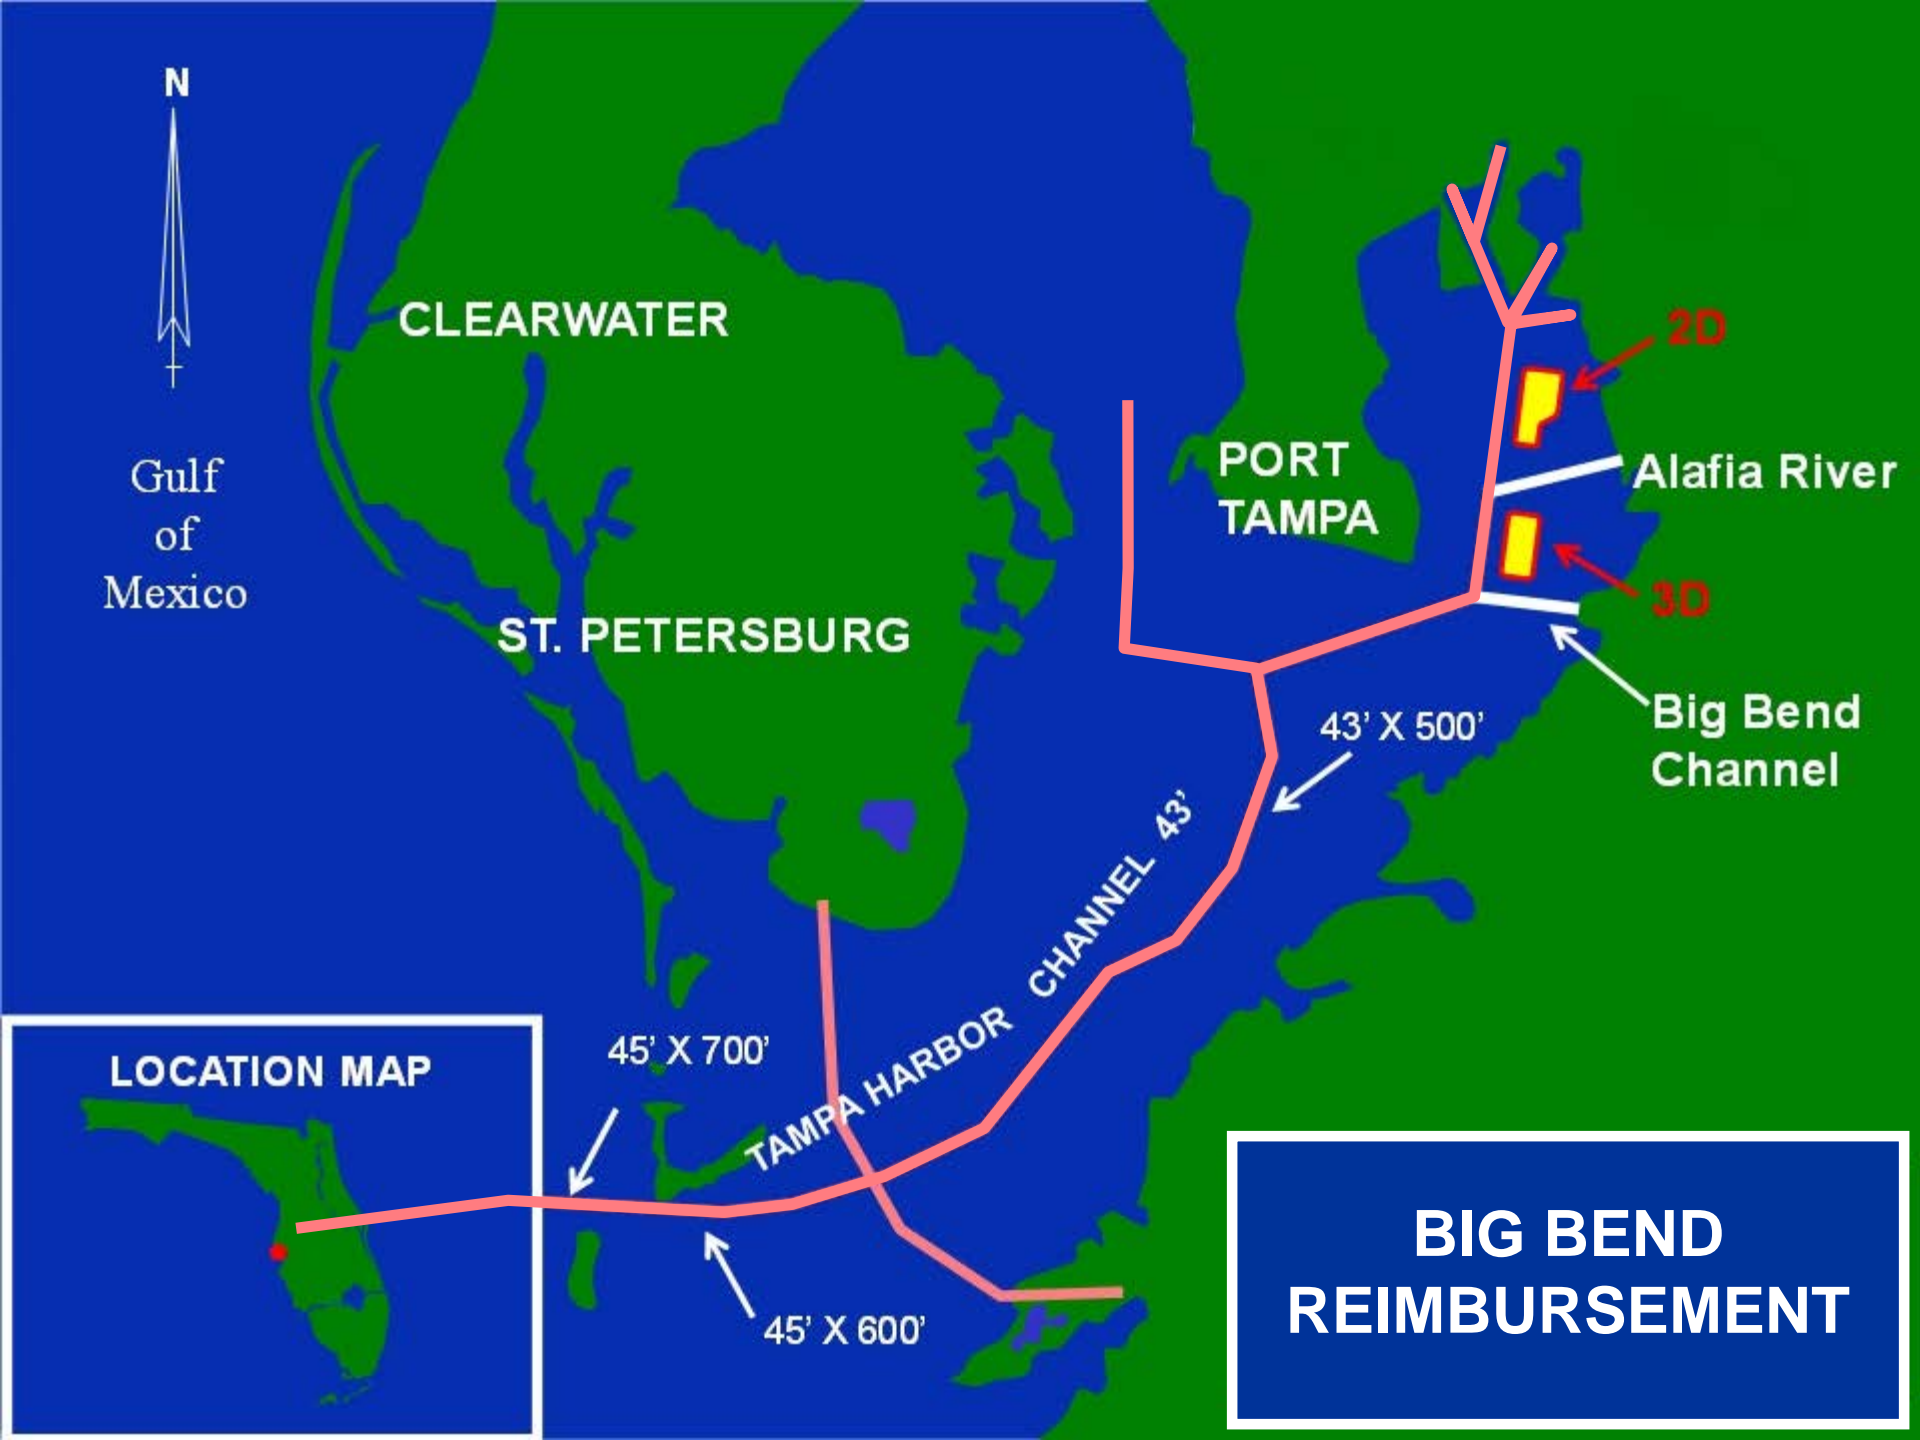 N
Gulf
of
Mexico
CLEARWATER
ST. PETERSBURG
PORT
TAMPA
2D
Alafia River
3D
Big Bend
Channel
43' X 500'
TAMPA HARBOR CHANNEL 43'
45' X 700'
45' X 600'
LOCATION MAP
BIG BEND
REIMBURSEMENT